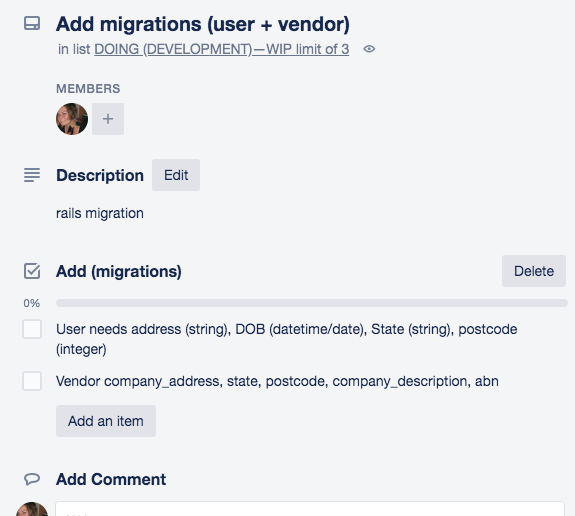 Add migrations (user + vendor)
in list DOING (DEVELOPMENT)—WIP limit of 3
MEMBERS
+
Description Edit
rails migration
Add (migrations) Delete
0%
User needs address (string), DOB (datetime/date), State (string), postcode
(integer)
Vendor company_address, state, postcode, company_description, abn
Add an item
Add Comment